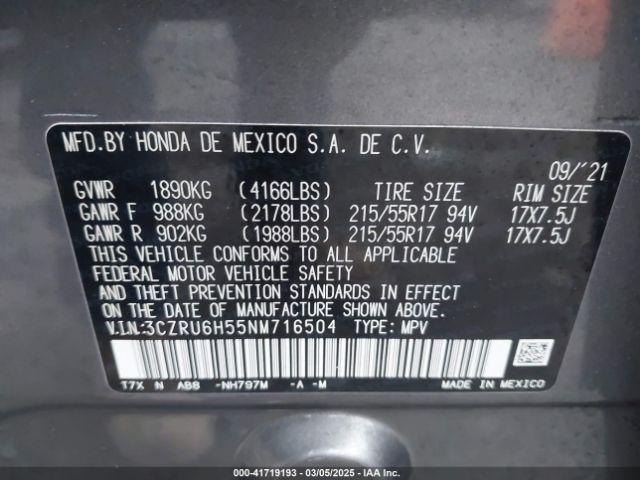 MFD.BY HONDA DE MEXICO S.A. DE C.V.
09/'21
GVWR 1890KG (4166LBS) TIRE SIZE RIM SIZE
GAWR F 988KG (2178LBS) 215/55R17 94V 17X7.5J
GAWR R 902KG (1988LBS) 215/55R17 94V 17X7.5J
THIS VEHICLE CONFORMS TO ALL APPLICABLE
FEDERAL MOTOR VEHICLE SAFETY
AND THEFT PREVENTION STANDARDS IN EFFECT
ON THE DATE OF MANUFACTURE SHOWN ABOVE.
V.I.N.:3CZRU6H55NM716504 TYPE: MPV
T7X N ABB -NH797M -A -M MADE IN MEXICO
000-41719193 - 03/05/2025 - IAA Inc.